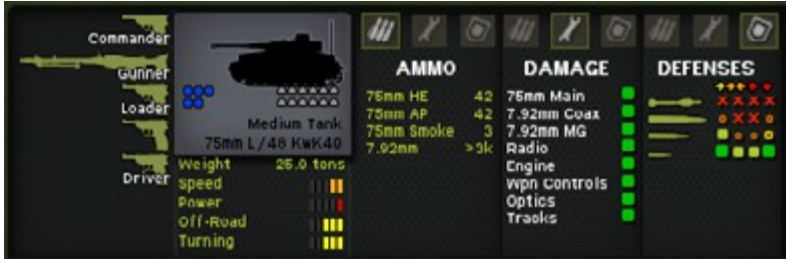 Commander
Gunner
Loader
Driver
Medium Tank
75mm L/48 KwK40
Weight 25.0 tons
Speed
Power
Off-Road
Turning
AMMO
75mm HE 42
75mm AP 42
75mm Smoke 3
7.92mm >3k
DAMAGE
75mm Main
7.92mm Coax
7.92mm MG
Radio
Engine
Wpn Controls
Optics
Tracks
DEFENSES